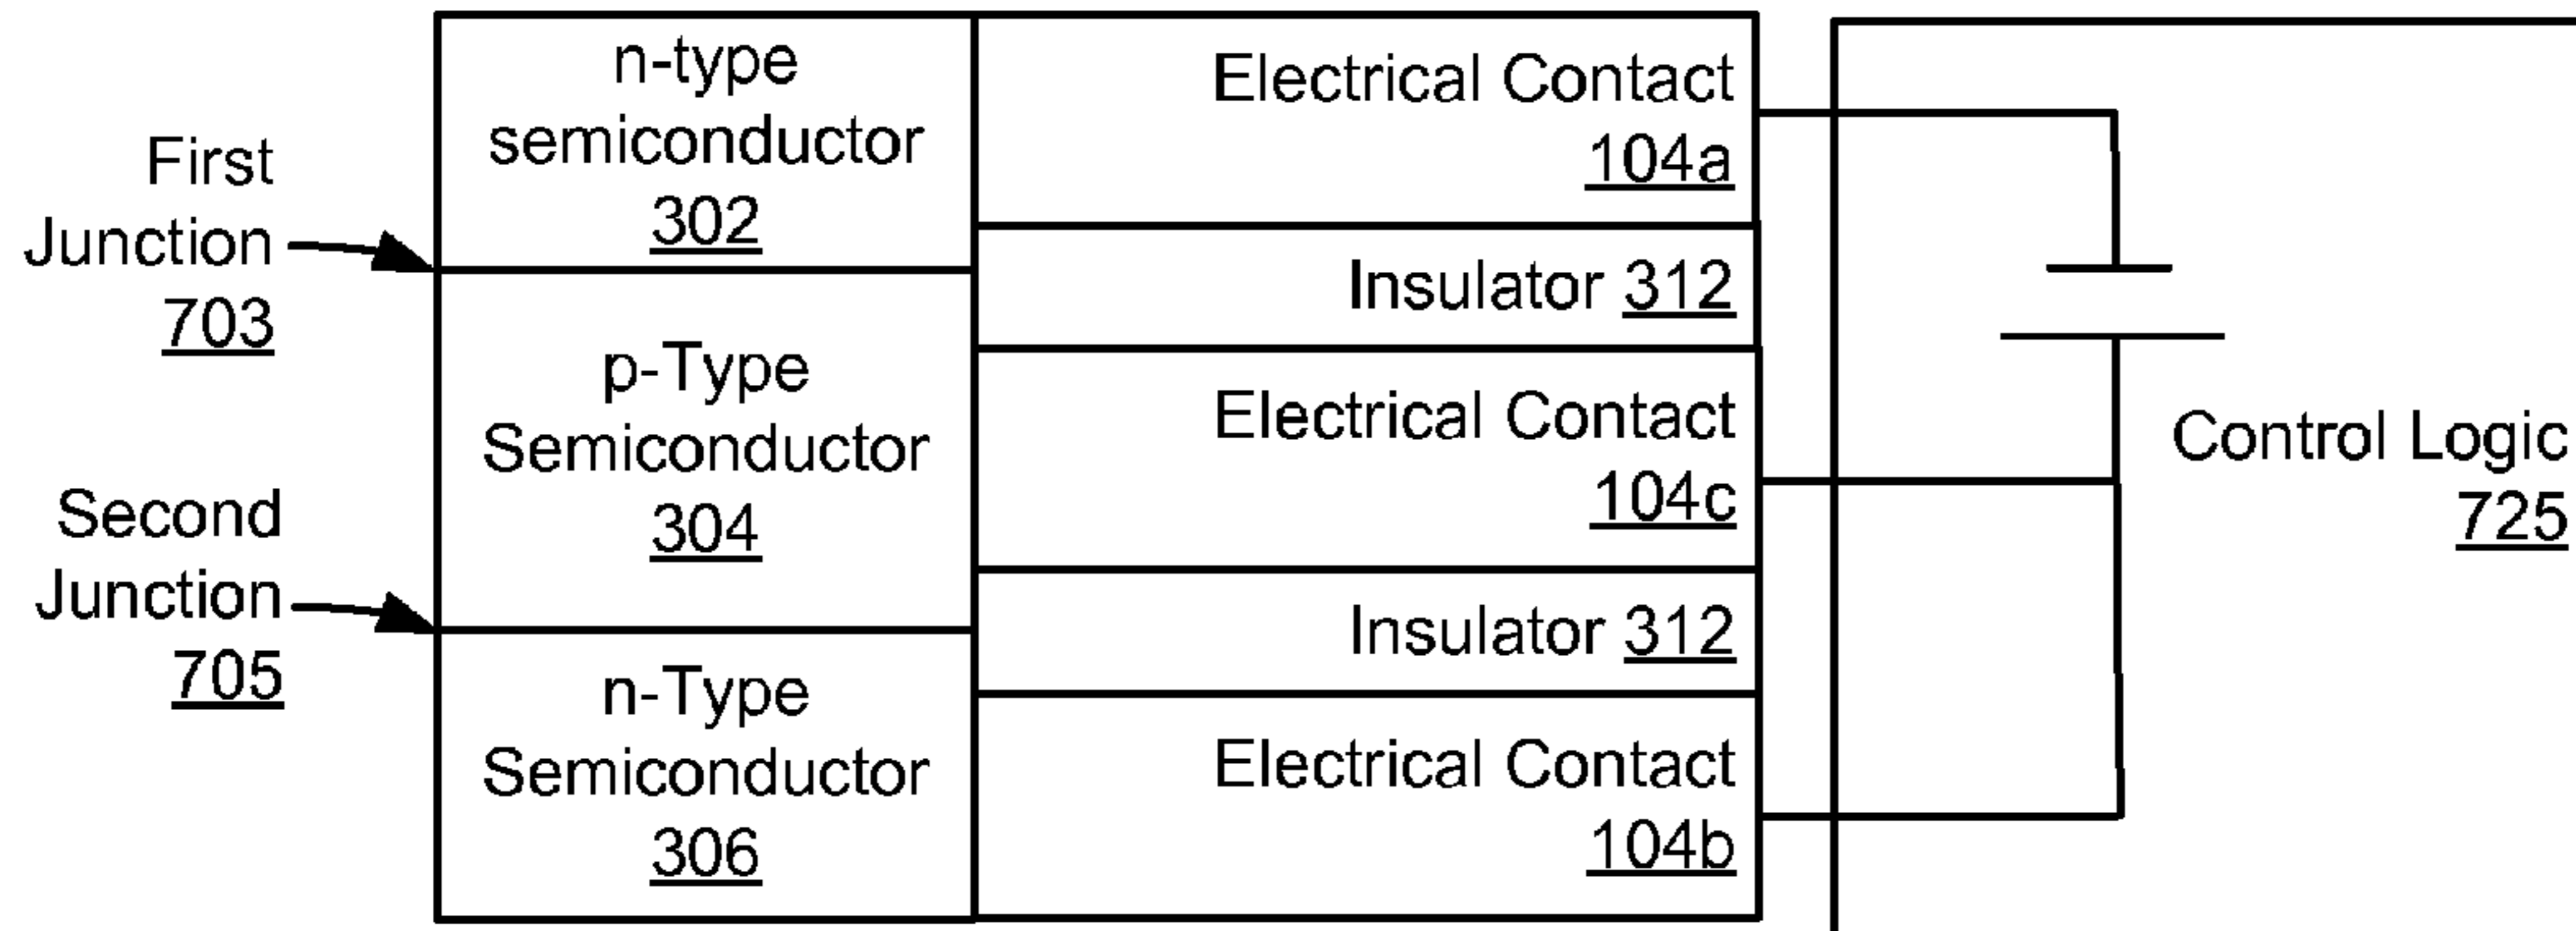 First
Junction
703
Second
Junction
705
n-type
semiconductor
302
p-Type
Semiconductor
304
n-Type
Semiconductor
306
Electrical Contact
104a
Insulator 312
Electrical Contact
104c
Insulator 312
Electrical Contact
104b
Control Logic
725